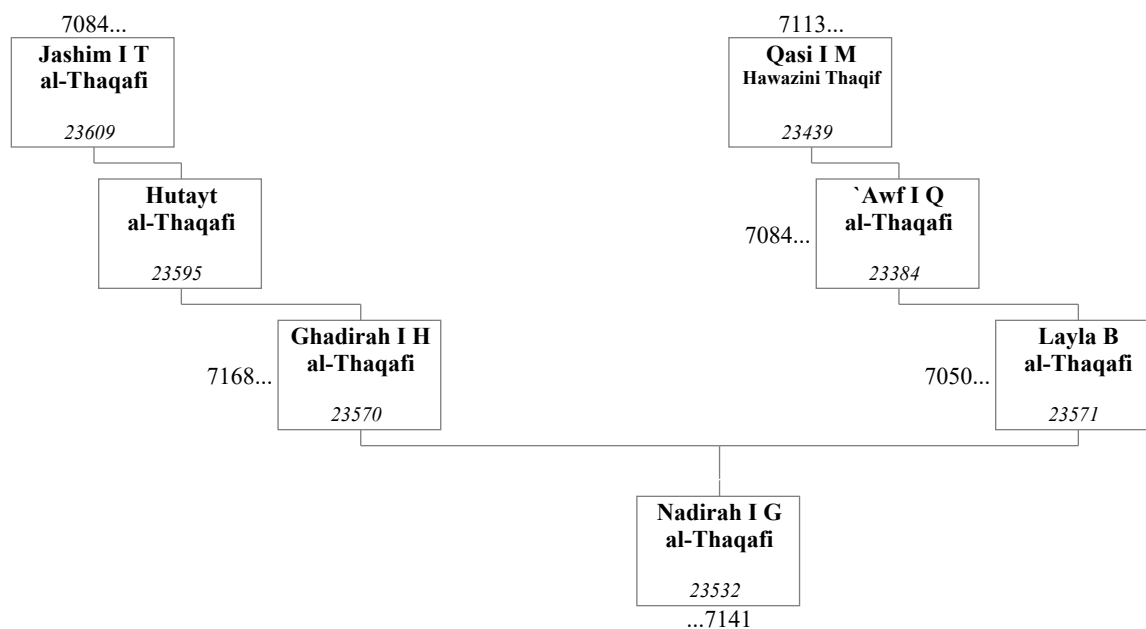 7084...
Jashim I T
al-Thaqafi
23609
7113...
Qasi I M
Hawazini Thaqif
23439
Hutayt
al-Thaqafi
23595
7084...
`Awf I Q
al-Thaqafi
23384
7168...
Ghadirah I H
al-Thaqafi
23570
7050...
Layla B
al-Thaqafi
23571
Nadirah I G
al-Thaqafi
23532
...7141